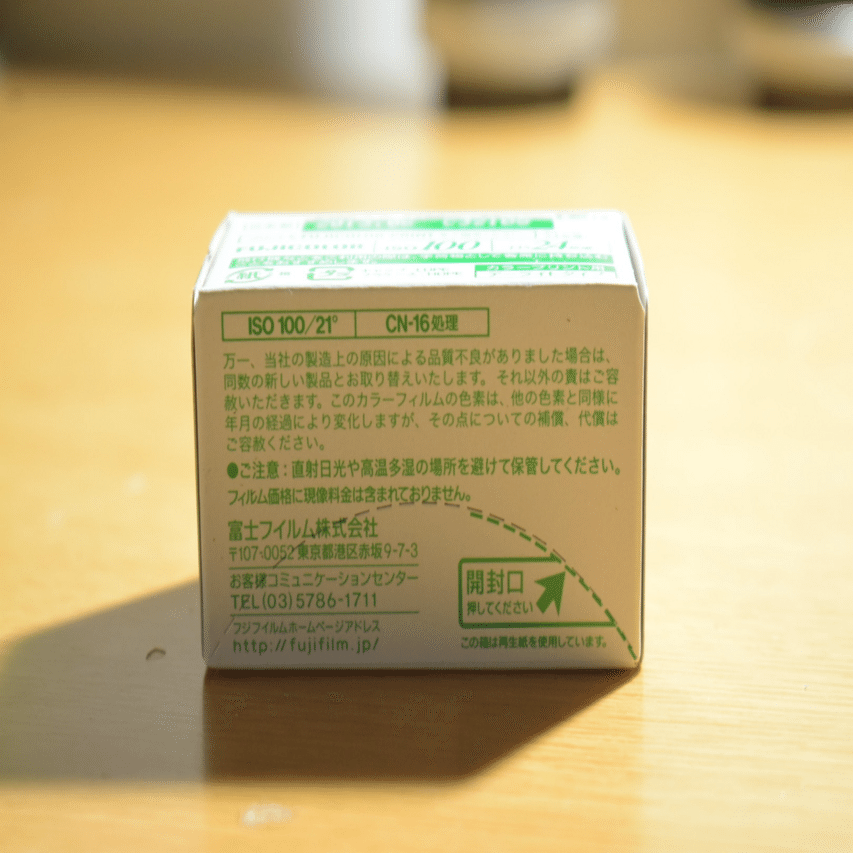 ISO 100
24
カラープリント用
紙
ISO 100/21° CN-16処理
万一、当社の製造上の原因による品質不良がありました場合は、
同数の新しい製品とお取り替えいたします。それ以外の責はご容
赦いただきます。このカラーフィルムの色素は、他の色素と同様に
年月の経過により変化しますが、その点についての補償、代償は
ご容赦ください。
●ご注意：直射日光や高温多湿の場所を避けて保管してください。
フィルム価格に現像料金は含まれておりません。
富士フイルム株式会社
〒107-0052 東京都港区赤坂9-7-3
お客様コミュニケーションセンター
TEL(03)5786-1711
フジフイルムホームページアドレス
http://fujifilm.jp/
開封口
押してください
この箱は再生紙を使用しています。